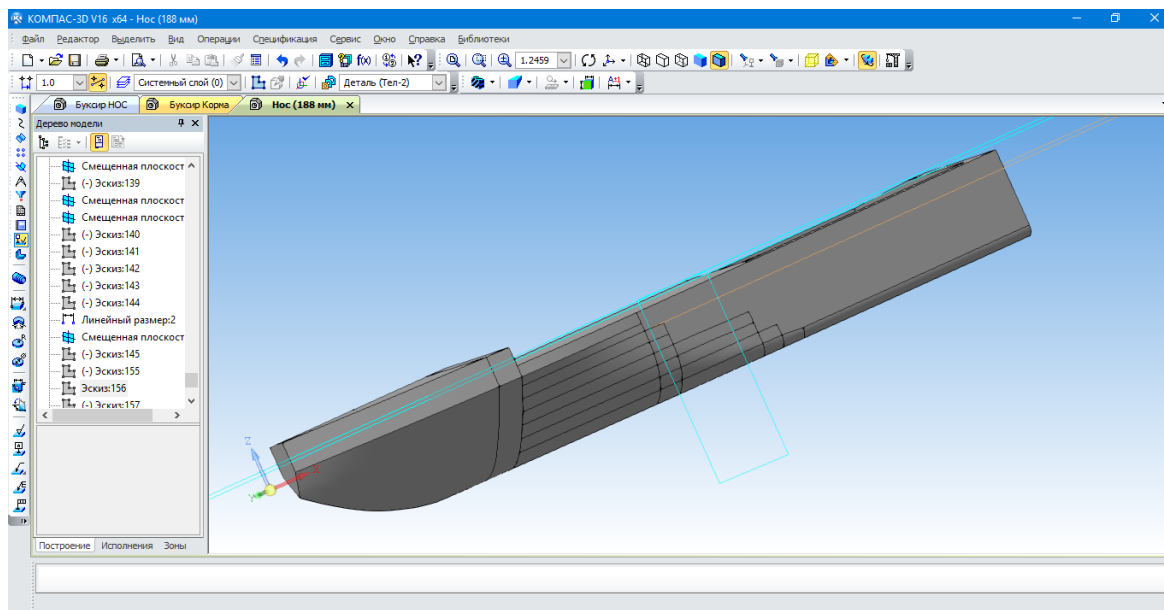 КОМПАС-3D V16 x64 - Нос (188 мм)
Файл Редактор Выделить Вид Операции Спецификация Сервис Окно Справка Библиотеки
1.2459
1.0 Системный слой (0) Деталь (Тел-2)
Буксир НОС Буксир Корма Нос (188 мм)
Дерево модели
Смещенная плоскост
(-) Эскиз:139
Смещенная плоскост
Смещенная плоскост
(-) Эскиз:140
(-) Эскиз:141
(-) Эскиз:142
(-) Эскиз:143
(-) Эскиз:144
Линейный размер:2
Смещенная плоскост
(-) Эскиз:145
(-) Эскиз:155
Эскиз:156
(-) Эскиз:157
Z
X
Y
Построение Исполнения Зоны